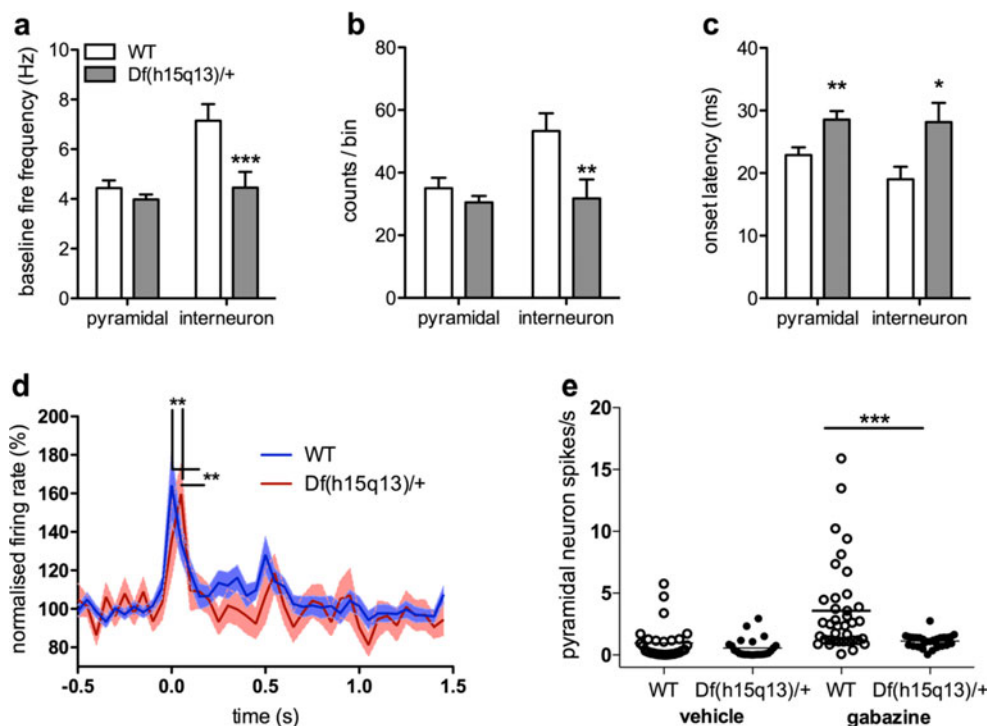 a
baseline fire frequency (Hz)
10
8
6
4
2
0
WT
Df(h15q13)/+
***
pyramidal interneuron
b
counts / bin
80
60
40
20
0
**
pyramidal interneuron
c
onset latency (ms)
40
30
20
10
0
** *
pyramidal interneuron
d
normalised firing rate (%)
200
180
160
140
120
100
80
**
**
WT
Df(h15q13)/+
-0.5 0.0 0.5 1.0 1.5
time (s)
e
pyramidal neuron spikes/s
20
15
10
5
0
***
WT Df(h15q13)/+ WT Df(h15q13)/+
vehicle gabazine